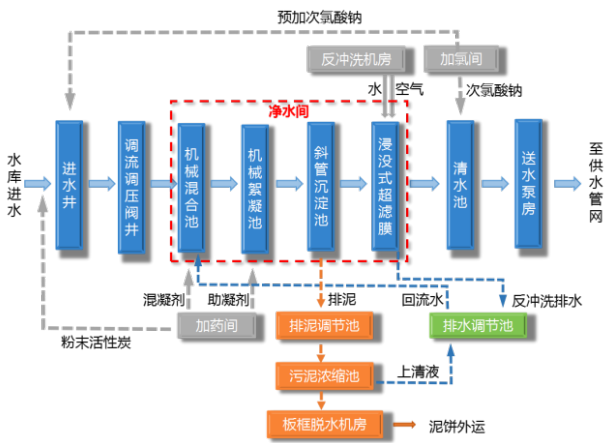 预加次氯酸钠
反冲洗机房
加氯间
水
空气
次氯酸钠
净水间
水库进水
进水井
调流调压阀井
机械混合池
机械絮凝池
斜管沉淀池
浸没式超滤膜
清水池
送水泵房
至供水管网
混凝剂
助凝剂
排泥
回流水
反冲洗排水
加药间
排泥调节池
排水调节池
粉末活性炭
污泥浓缩池
上清液
板框脱水机房
泥饼外运